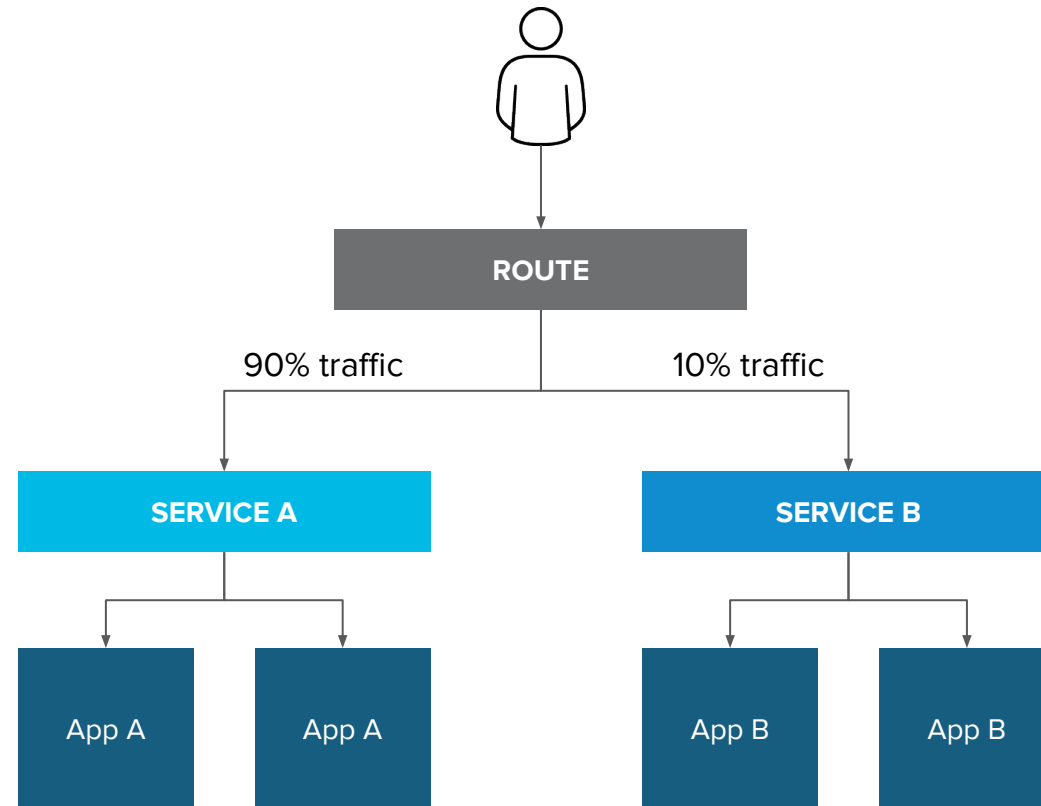 ROUTE
90% traffic
10% traffic
SERVICE A
SERVICE B
App A
App A
App B
App B